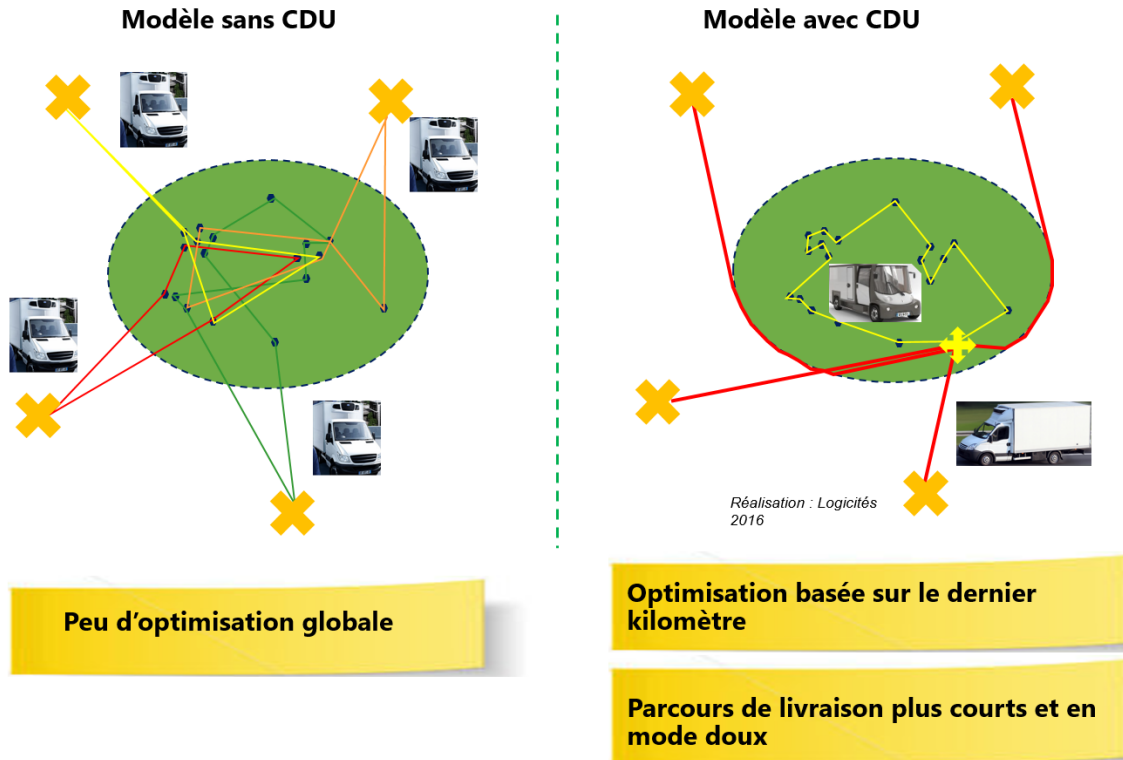 Modèle sans CDU
Modèle avec CDU
Réalisation : Logicités
2016
Peu d'optimisation globale
Optimisation basée sur le dernier
kilomètre
Parcours de livraison plus courts et en
mode doux